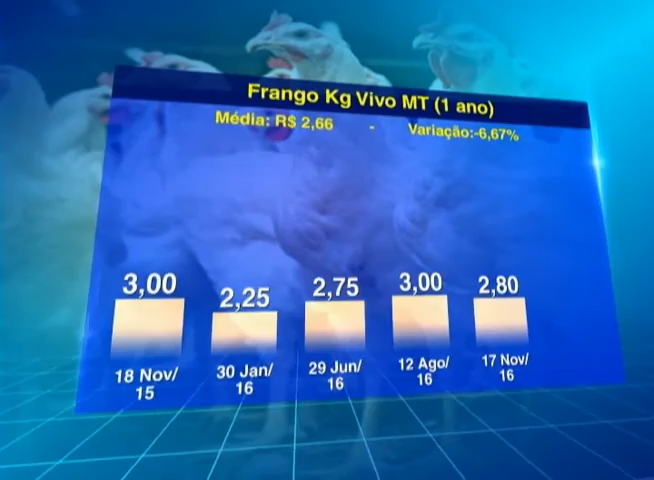 Frango Kg Vivo MT (1 ano)
Média: R$ 2,66 - Variação:-6,67%
3,00 2,25 2,75 3,00 2,80
18 Nov/ 30 Jan/ 29 Jun/ 12 Ago/ 17 Nov/
15 16 16 16 16